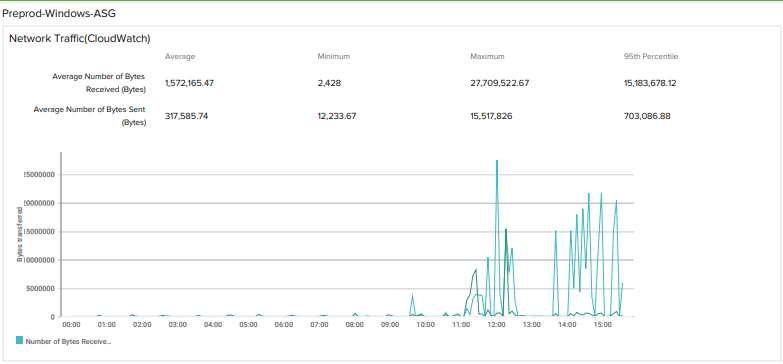 Preprod-Windows-ASG
Network Traffic(CloudWatch)
Average Minimum Maximum 95th Percentile
Average Number of Bytes
Received (Bytes)
1,572,165.47 2,428 27,709,522.67 15,183,678.12
Average Number of Bytes Sent
(Bytes)
317,585.74 12,233.67 15,517,826 703,086.88
Bytes transferred
25000000
20000000
15000000
10000000
5000000
0
00:00 01:00 02:00 03:00 04:00 05:00 06:00 07:00 08:00 09:00 10:00 11:00 12:00 13:00 14:00 15:00
Number of Bytes Receive...